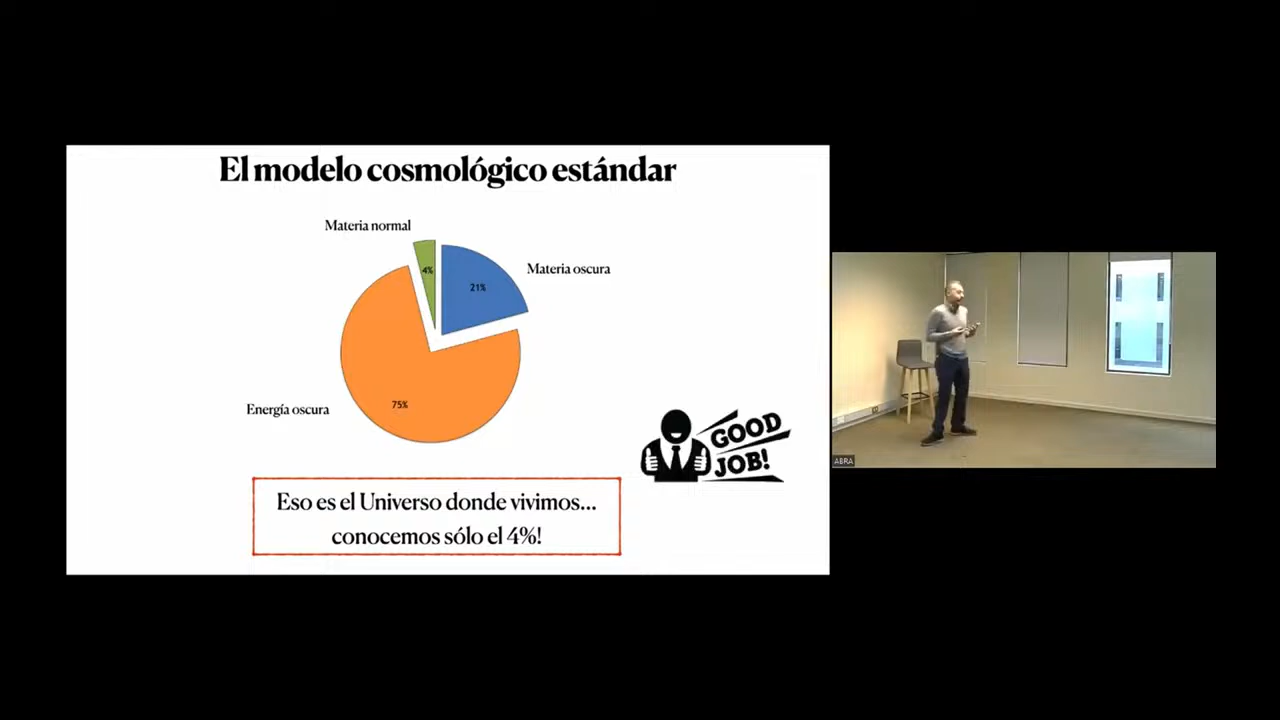 El modelo cosmológico estándar
Materia normal
4%
Materia oscura
21%
Energía oscura
75%
GOOD
JOB!
Eso es el Universo donde vivimos...
conocemos sólo el 4%!
ABRA